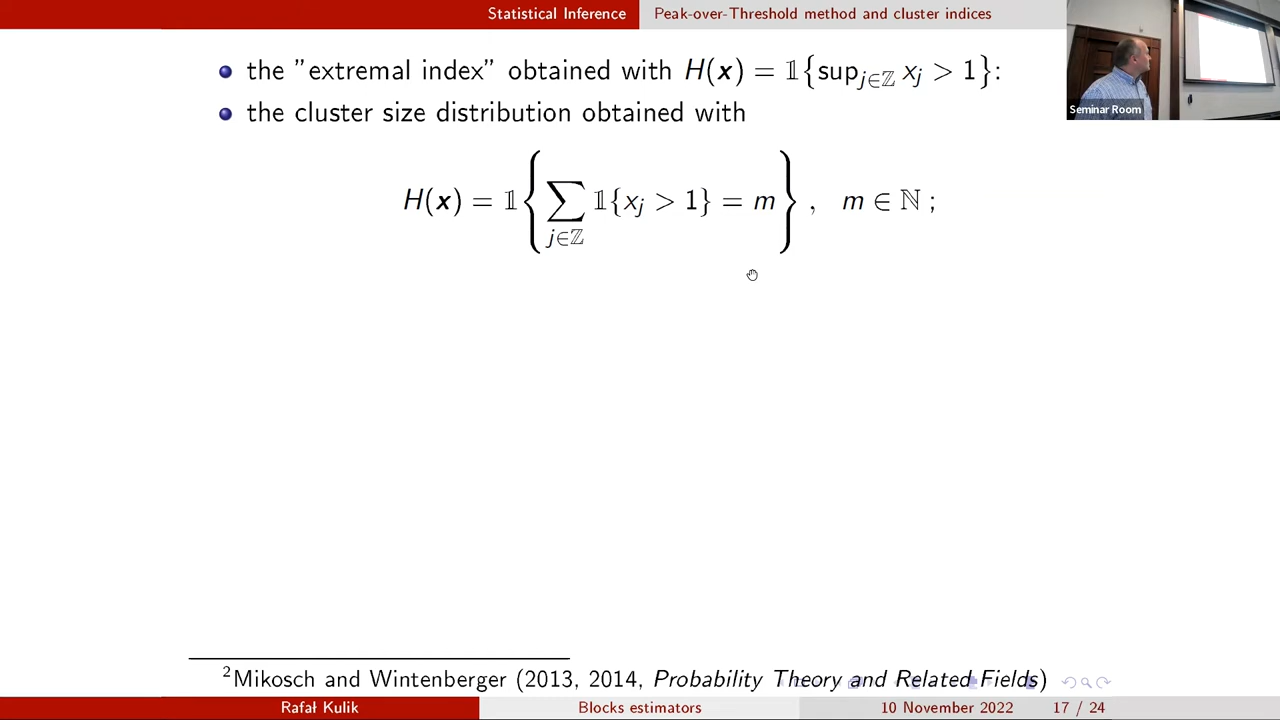 Statistical Inference Peak-over-Threshold method and cluster indices
Seminar Room
the "extremal index" obtained with H(x) = 𝟙{sup_{j∈ℤ} x_j > 1}:
the cluster size distribution obtained with
H(x) = 𝟙{∑_{j∈ℤ} 𝟙{x_j > 1} = m}, m ∈ ℕ;
²Mikosch and Wintenberger (2013, 2014, Probability Theory and Related Fields)
Rafał Kulik Blocks estimators 10 November 2022 17 / 24